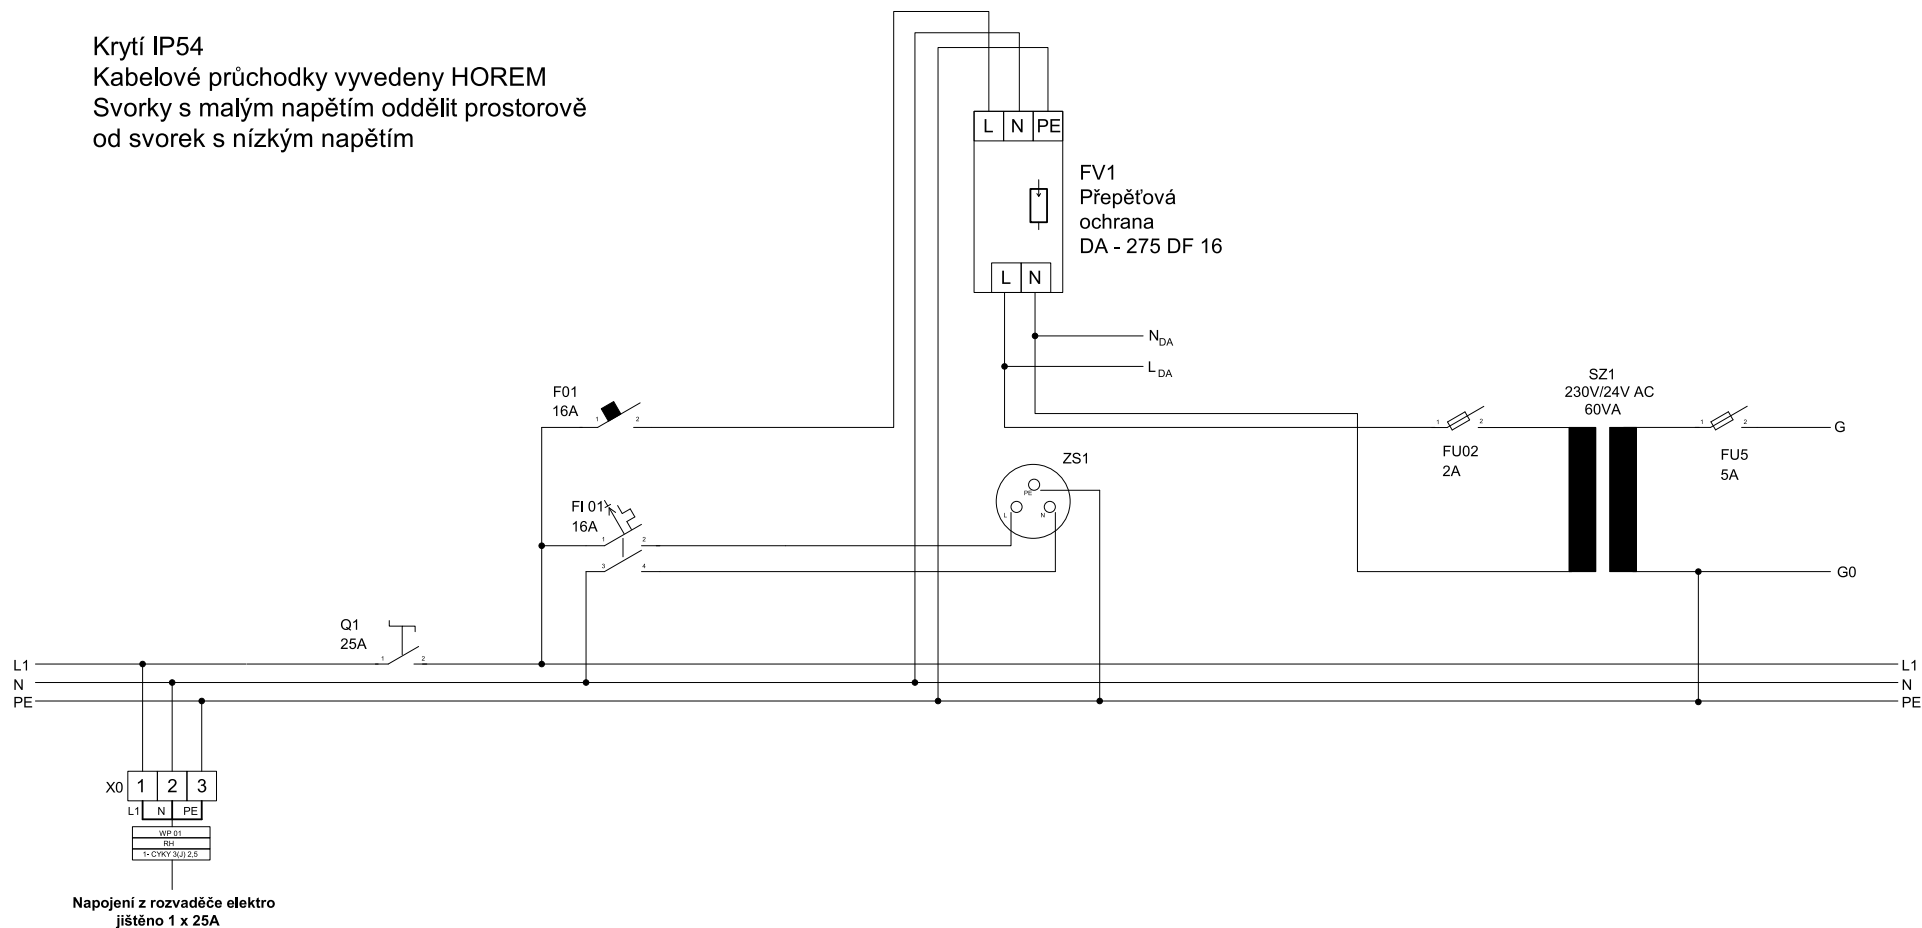 Krytí IP54
Kabelové průchodky vyvedeny HOREM
Svorky s malým napětím oddělit prostorově
od svorek s nízkým napětím
L N PE
FV1
Přepěťová
ochrana
DA - 275 DF 16
L N
NDA
LDA
F01
16A
1 2
SZ1
230V/24V AC
60VA
1 2
FU02
2A
1 2
FU5
5A
G
ZS1
PE
L N
FI 01
16A
1 2
3 4
G0
Q1
25A
1 2
L1 L1
N N
PE PE
X0 1 2 3
L1 N PE
WP 01
RH
1- CYKY 3(J) 2,5
Napojení z rozvaděče elektro
jištěno 1 x 25A